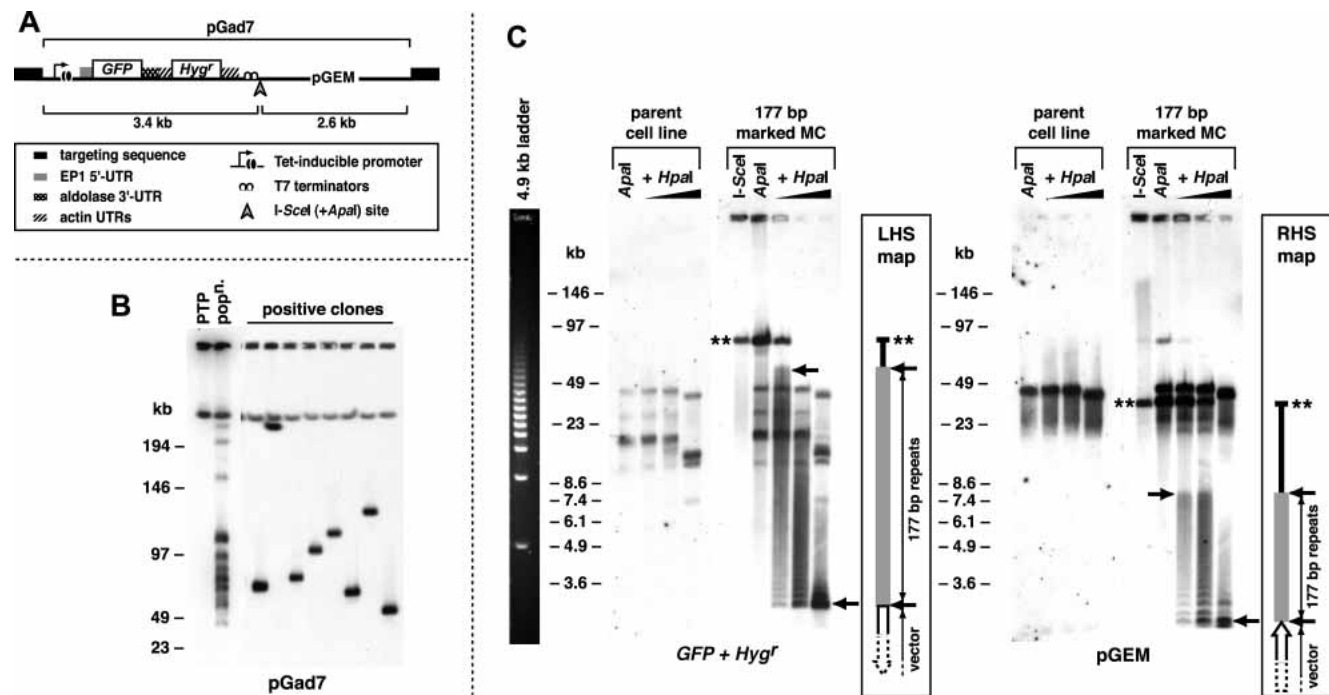 A
pGad7
GFP
Hygʳ
pGEM
3.4 kb
2.6 kb
targeting sequence
EP1 5'-UTR
aldolase 3'-UTR
actin UTRs
Tet-inducible promoter
T7 terminators
I-SceI (+ApaI) site
B
PTP
popⁿ.
positive clones
kb
194 –
146 –
97 –
49 –
23 –
pGad7
C
4.9 kb ladder
parent
cell line
177 bp
marked MC
ApaI
+ HpaI
I-SceI
ApaI
+ HpaI
kb
– 146 –
– 97 –
– 49 –
– 23 –
– 8.6 –
– 7.4 –
– 6.1 –
– 4.9 –
– 3.6 –
**
GFP + Hygʳ
LHS
map
**
177 bp repeats
vector
parent
cell line
177 bp
marked MC
ApaI
+ HpaI
I-SceI
ApaI
+ HpaI
kb
– 146 –
– 97 –
– 49 –
– 23 –
– 8.6 –
– 7.4 –
– 6.1 –
– 4.9 –
– 3.6 –
**
pGEM
RHS
map
**
177 bp repeats
vector